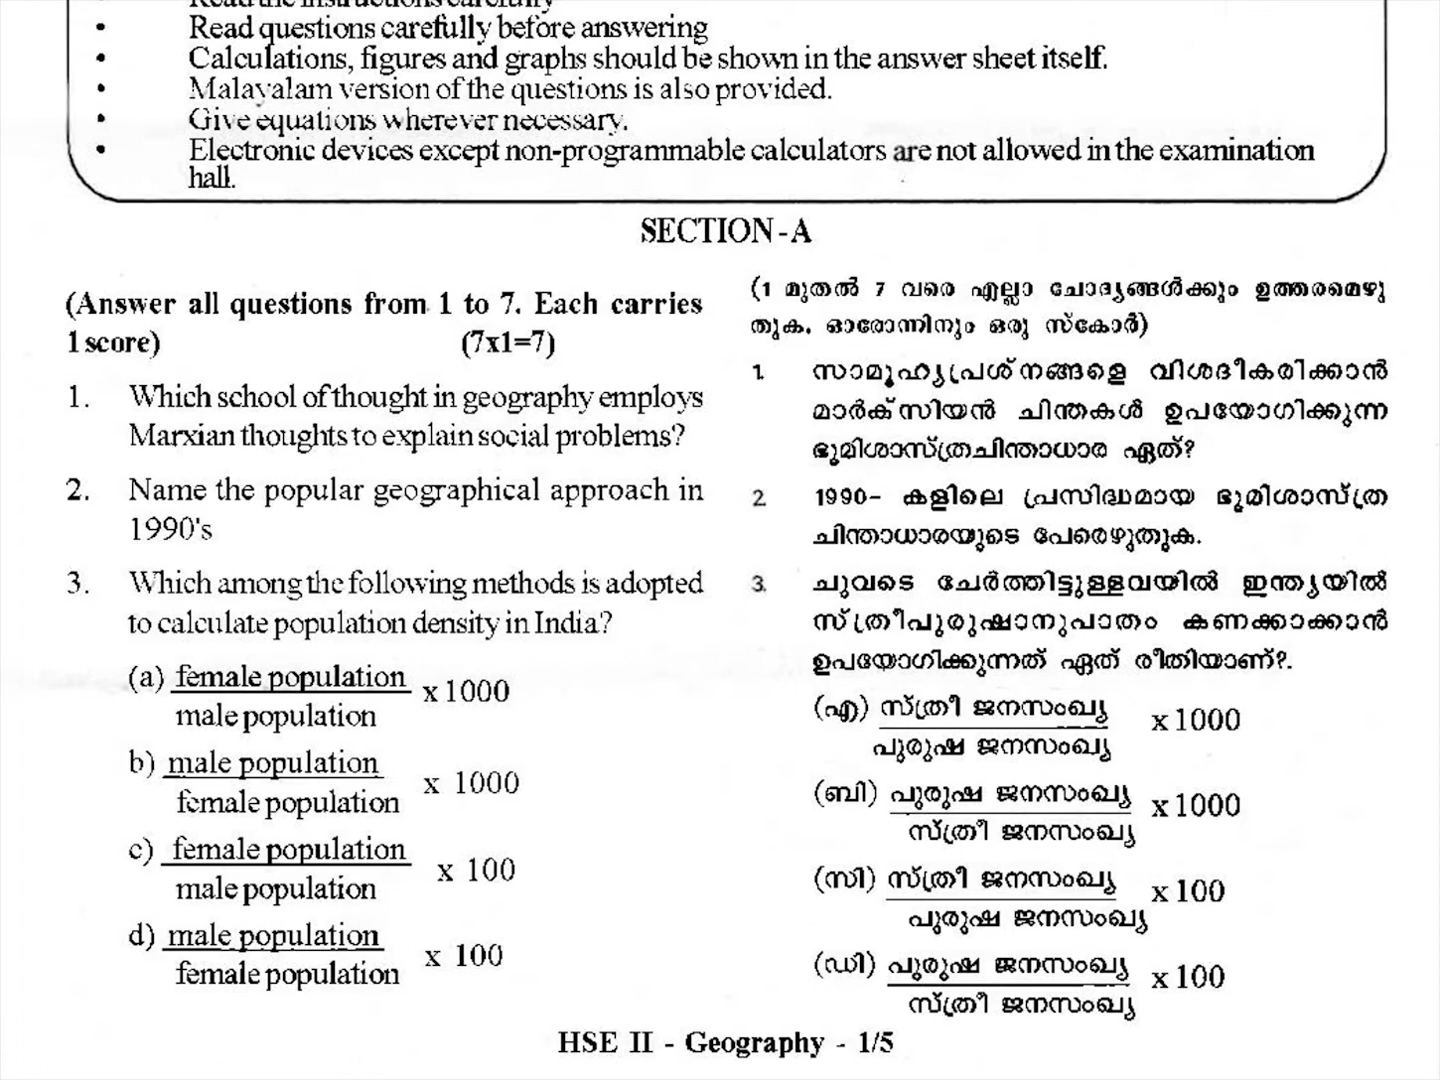 Read the instructions carefully
• Read questions carefully before answering
• Calculations, figures and graphs should be shown in the answer sheet itself.
• Malayalam version of the questions is also provided.
• Give equations wherever necessary.
• Electronic devices except non-programmable calculators are not allowed in the examination
hall.
SECTION - A
(Answer all questions from 1 to 7. Each carries
1 score) (7x1=7)
1. Which school of thought in geography employs
Marxian thoughts to explain social problems?
2. Name the popular geographical approach in
1990's
3. Which among the following methods is adopted
to calculate population density in India?
(a) female population
male population x 1000
b) male population
female population x 1000
c) female population
male population x 100
d) male population
female population x 100
(1 മുതൽ 7 വരെ എല്ലാ ചോദ്യങ്ങൾക്കും ഉത്തരമെഴു
തുക. ഓരോന്നിനും ഒരു സ്കോർ)
1. സാമൂഹ്യപ്രശ്നങ്ങളെ വിശദീകരിക്കാൻ
മാർക്സിയൻ ചിന്തകൾ ഉപയോഗിക്കുന്ന
ഭൂമിശാസ്ത്രചിന്താധാര ഏത്?
2 1990- കളിലെ പ്രസിദ്ധമായ ഭൂമിശാസ്ത്ര
ചിന്താധാരയുടെ പേരെഴുതുക.
3. ചുവടെ ചേർത്തിട്ടുള്ളവയിൽ ഇന്ത്യയിൽ
സ്ത്രീപുരുഷാനുപാതം കണക്കാക്കാൻ
ഉപയോഗിക്കുന്നത് ഏത് രീതിയാണ്?.
(എ) സ്ത്രീ ജനസംഖ്യ
പുരുഷ ജനസംഖ്യ x 1000
(ബി) പുരുഷ ജനസംഖ്യ
സ്ത്രീ ജനസംഖ്യ x 1000
(സി) സ്ത്രീ ജനസംഖ്യ
പുരുഷ ജനസംഖ്യ x 100
(ഡി) പുരുഷ ജനസംഖ്യ
സ്ത്രീ ജനസംഖ്യ x 100
HSE II - Geography - 1/5